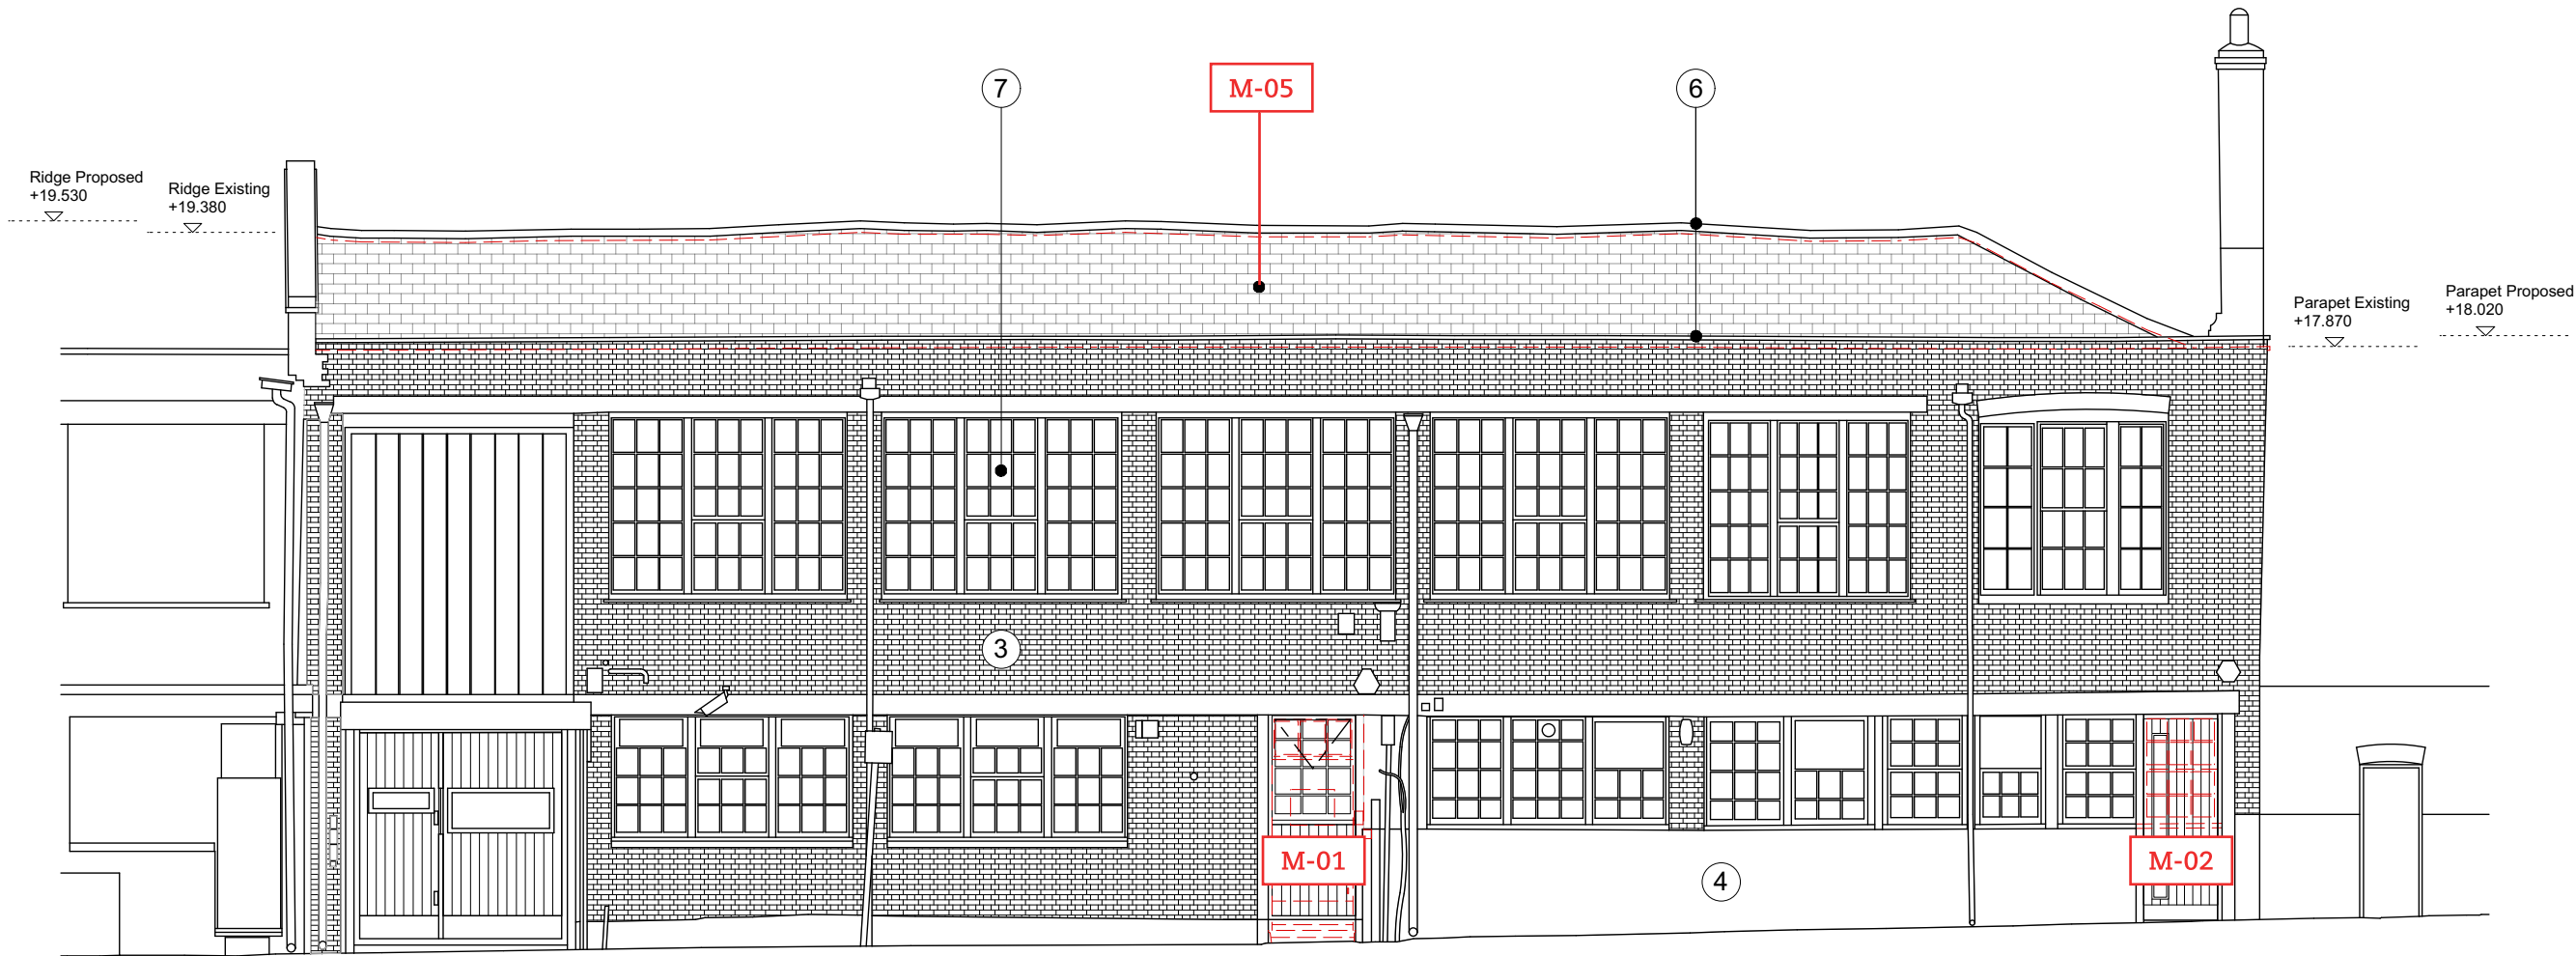 7
M-05
6
Ridge Proposed
+19.530
Ridge Existing
+19.380
Parapet Existing
+17.870
Parapet Proposed
+18.020
3
M-01
4
M-02